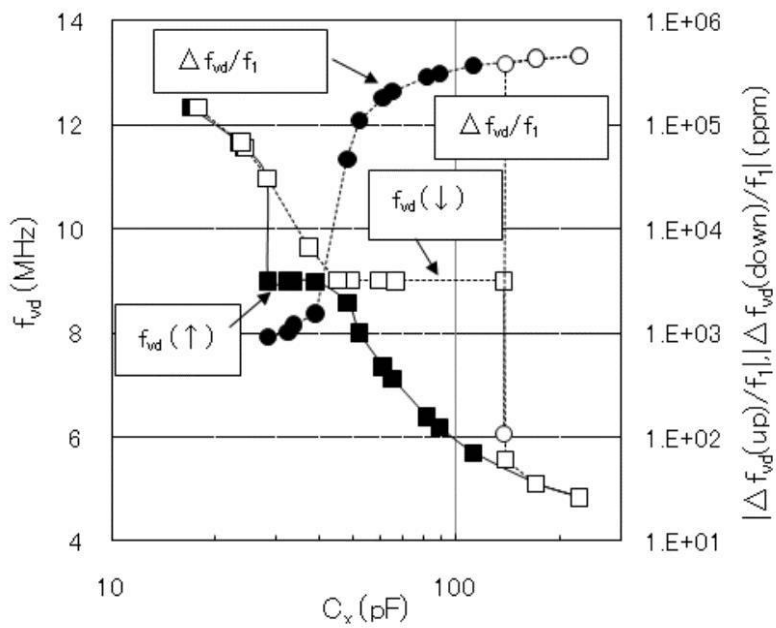 14
12
10
8
6
4
f_vd (MHz)
△f_vd/f_1
△f_vd/f_1
f_vd (↓)
f_vd (↑)
1.E+06
1.E+05
1.E+04
1.E+03
1.E+02
1.E+01
|△f_vd(up)/f_1|,|△f_vd(down)/f_1| (ppm)
10
100
C_x (pF)